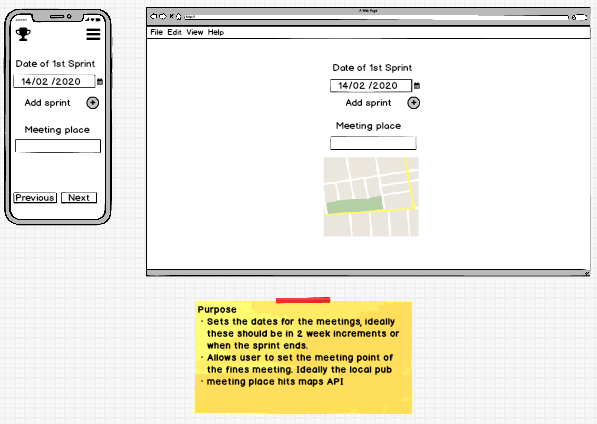 Date of 1st Sprint
14/02 /2020
Add sprint
Meeting place
Previous Next
A Web Page
http://
File Edit View Help
Date of 1st Sprint
14/02 /2020
Add sprint
Meeting place
Purpose
· Sets the dates for the meetings, ideally
these should be in 2 week increments or
when the sprint ends.
· Allows user to set the meeting point of
the fines meeting. Ideally the local pub
· meeting place hits maps API